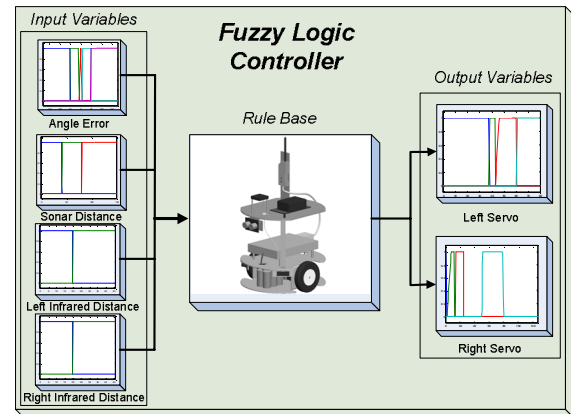 Input Variables
Fuzzy Logic
Controller
Output Variables
Angle Error
Rule Base
Sonar Distance
Left Servo
Left Infrared Distance
Right Servo
Right Infrared Distance